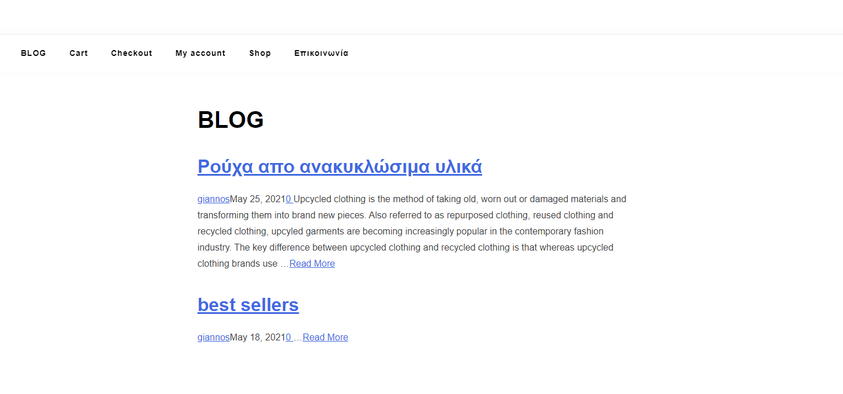 BLOG Cart Checkout My account Shop Επικοινωνία
BLOG
Ρούχα απο ανακυκλώσιμα υλικά
giannosMay 25, 20210 Upcycled clothing is the method of taking old, worn out or damaged materials and
transforming them into brand new pieces. Also referred to as repurposed clothing, reused clothing and
recycled clothing, upcyled garments are becoming increasingly popular in the contemporary fashion
industry. The key difference between upcycled clothing and recycled clothing is that whereas upcycled
clothing brands use …Read More
best sellers
giannosMay 18, 20210 …Read More